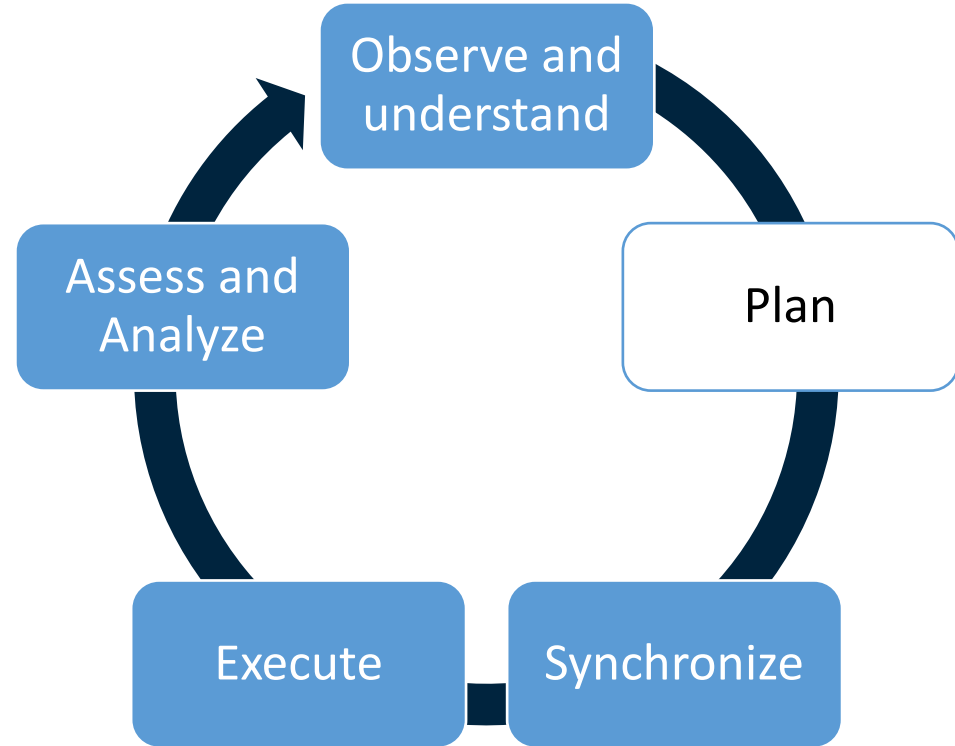 Observe and
understand
Plan
Synchronize
Execute
Assess and
Analyze